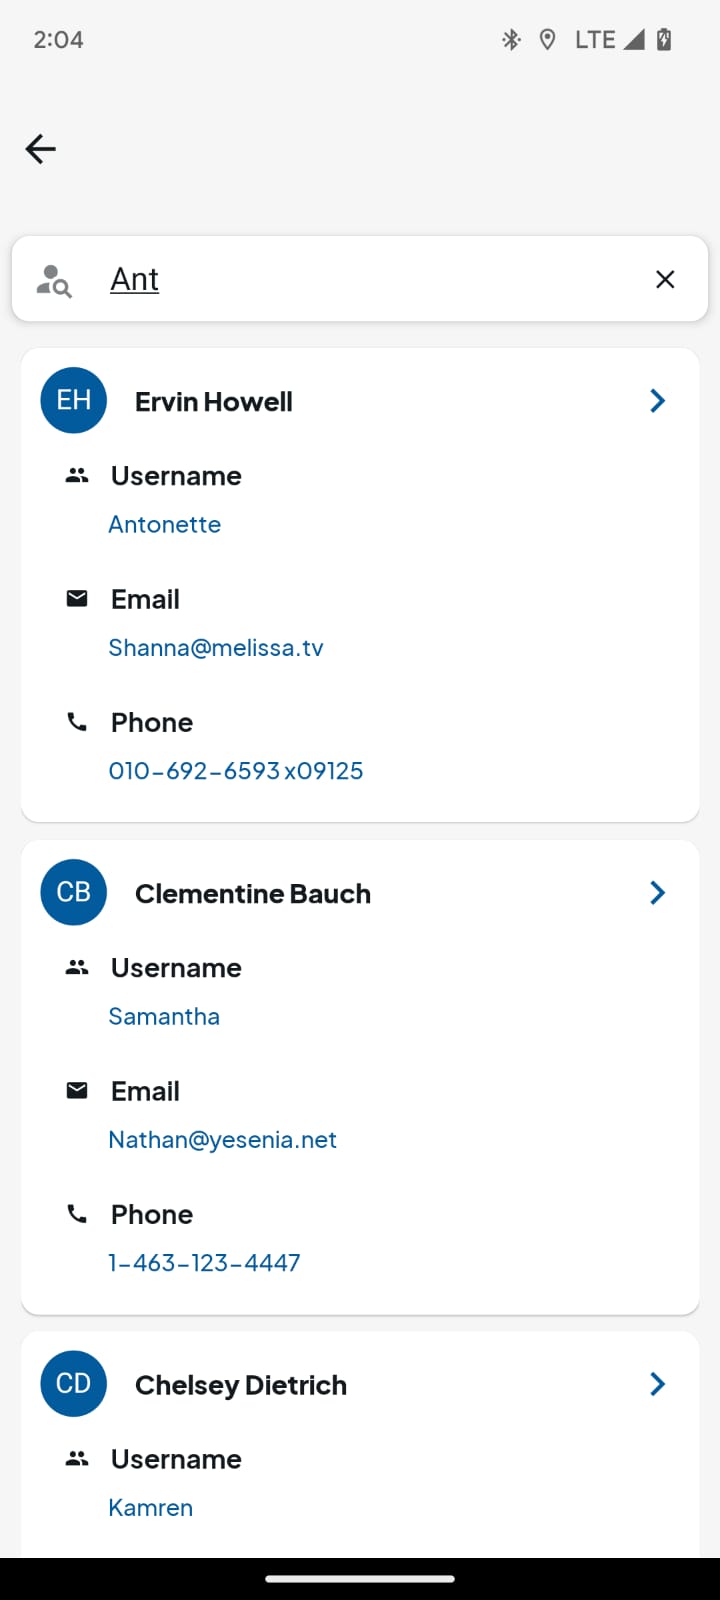 2:04 LTE
Ant
EH Ervin Howell
Username
Antonette
Email
Shanna@melissa.tv
Phone
010-692-6593 x09125
CB Clementine Bauch
Username
Samantha
Email
Nathan@yesenia.net
Phone
1-463-123-4447
CD Chelsey Dietrich
Username
Kamren